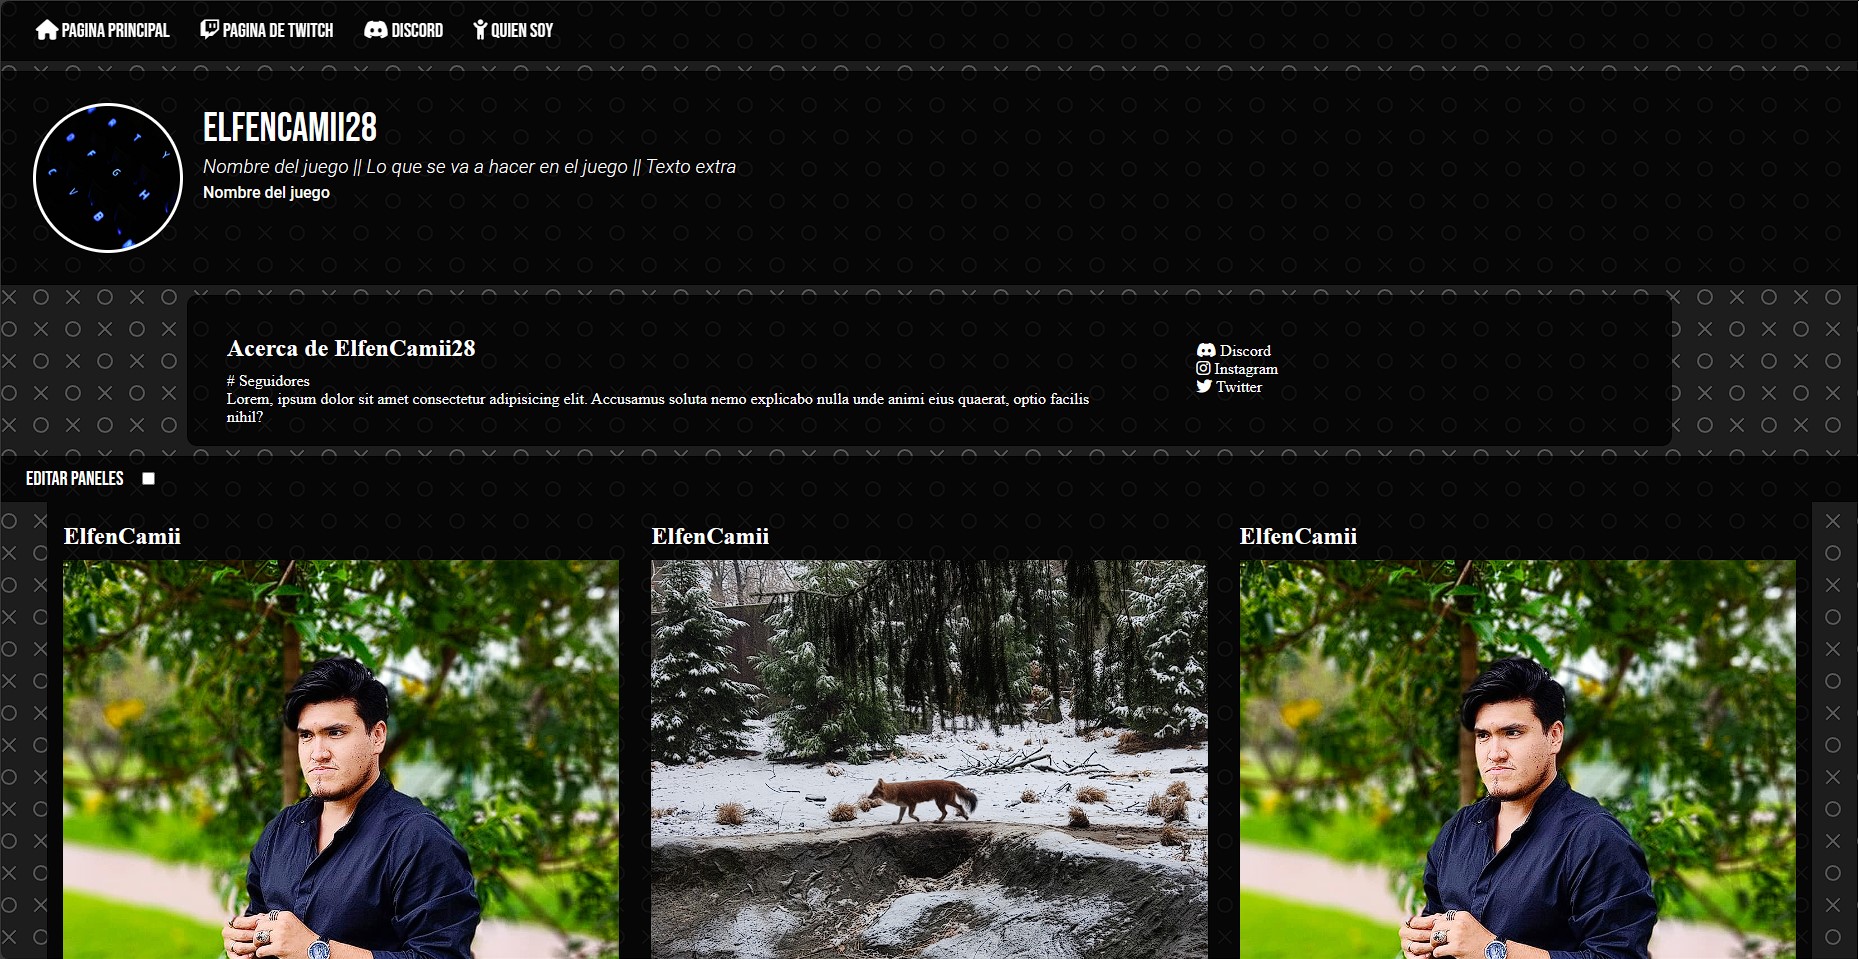 PAGINA PRINCIPAL PAGINA DE TWITCH DISCORD QUIEN SOY
ELFENCAMII28
Nombre del juego || Lo que se va a hacer en el juego || Texto extra
Nombre del juego
Acerca de ElfenCamii28
# Seguidores
Lorem, ipsum dolor sit amet consectetur adipisicing elit. Accusamus soluta nemo explicabo nulla unde animi eius quaerat, optio facilis
nihil?
Discord
Instagram
Twitter
EDITAR PANELES
ElfenCamii ElfenCamii ElfenCamii